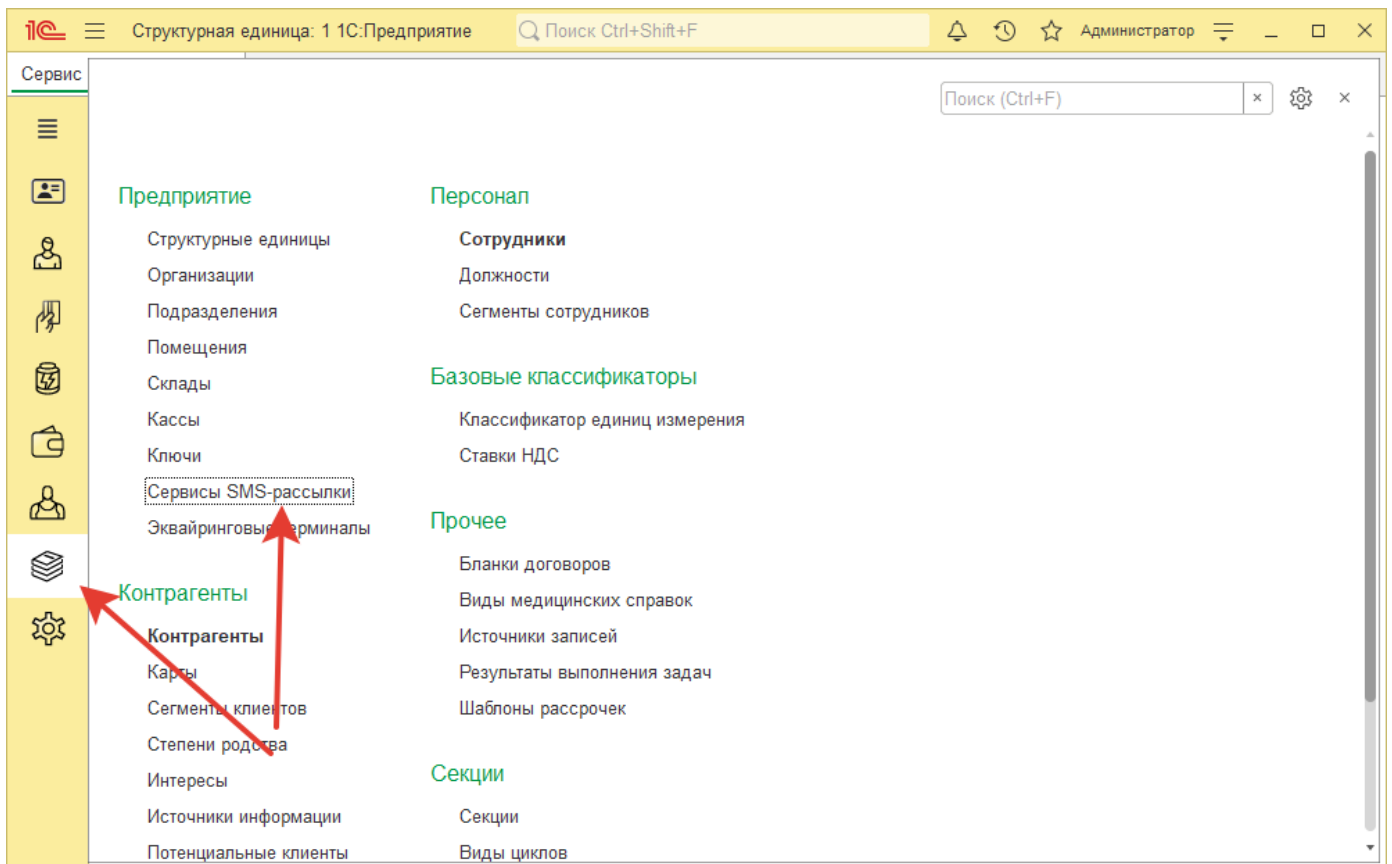 1С Структурная единица: 1 1С:Предприятие Поиск Ctrl+Shift+F Администратор
Сервис
Поиск (Ctrl+F)
Предприятие
Структурные единицы
Организации
Подразделения
Помещения
Склады
Кассы
Ключи
Сервисы SMS-рассылки
Эквайринговые терминалы
Контрагенты
Контрагенты
Карты
Сегменты клиентов
Степени родства
Интересы
Источники информации
Потенциальные клиенты
Персонал
Сотрудники
Должности
Сегменты сотрудников
Базовые классификаторы
Классификатор единиц измерения
Ставки НДС
Прочее
Бланки договоров
Виды медицинских справок
Источники записей
Результаты выполнения задач
Шаблоны рассрочек
Секции
Секции
Виды циклов